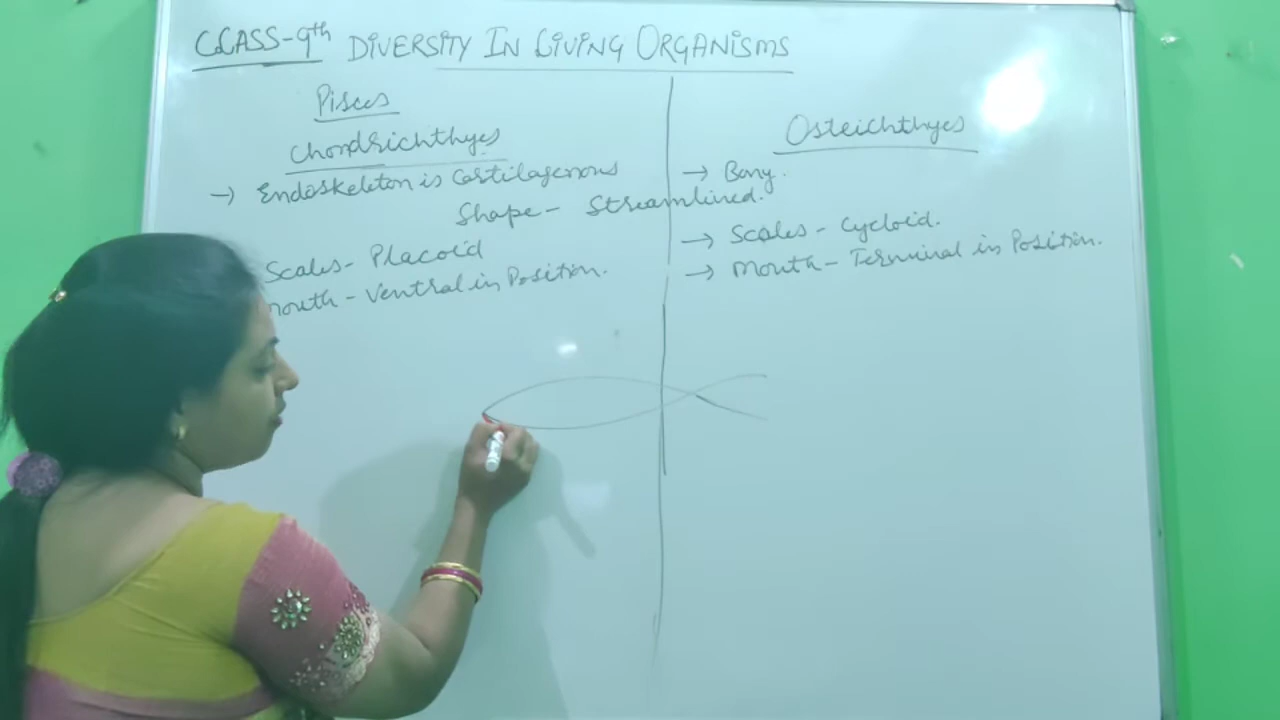 CLASS-9th DIVERSITY IN LIVING ORGANISMS
Pisces
Chondrichthyes
→ Endoskeleton is Cartilagenous
Shape - Streamlined.
Scales - Placoid
Mouth - Ventral in Position.
Osteichthyes
→ Bony.
→ Scales - Cycloid.
→ Mouth - Terminal in Position.